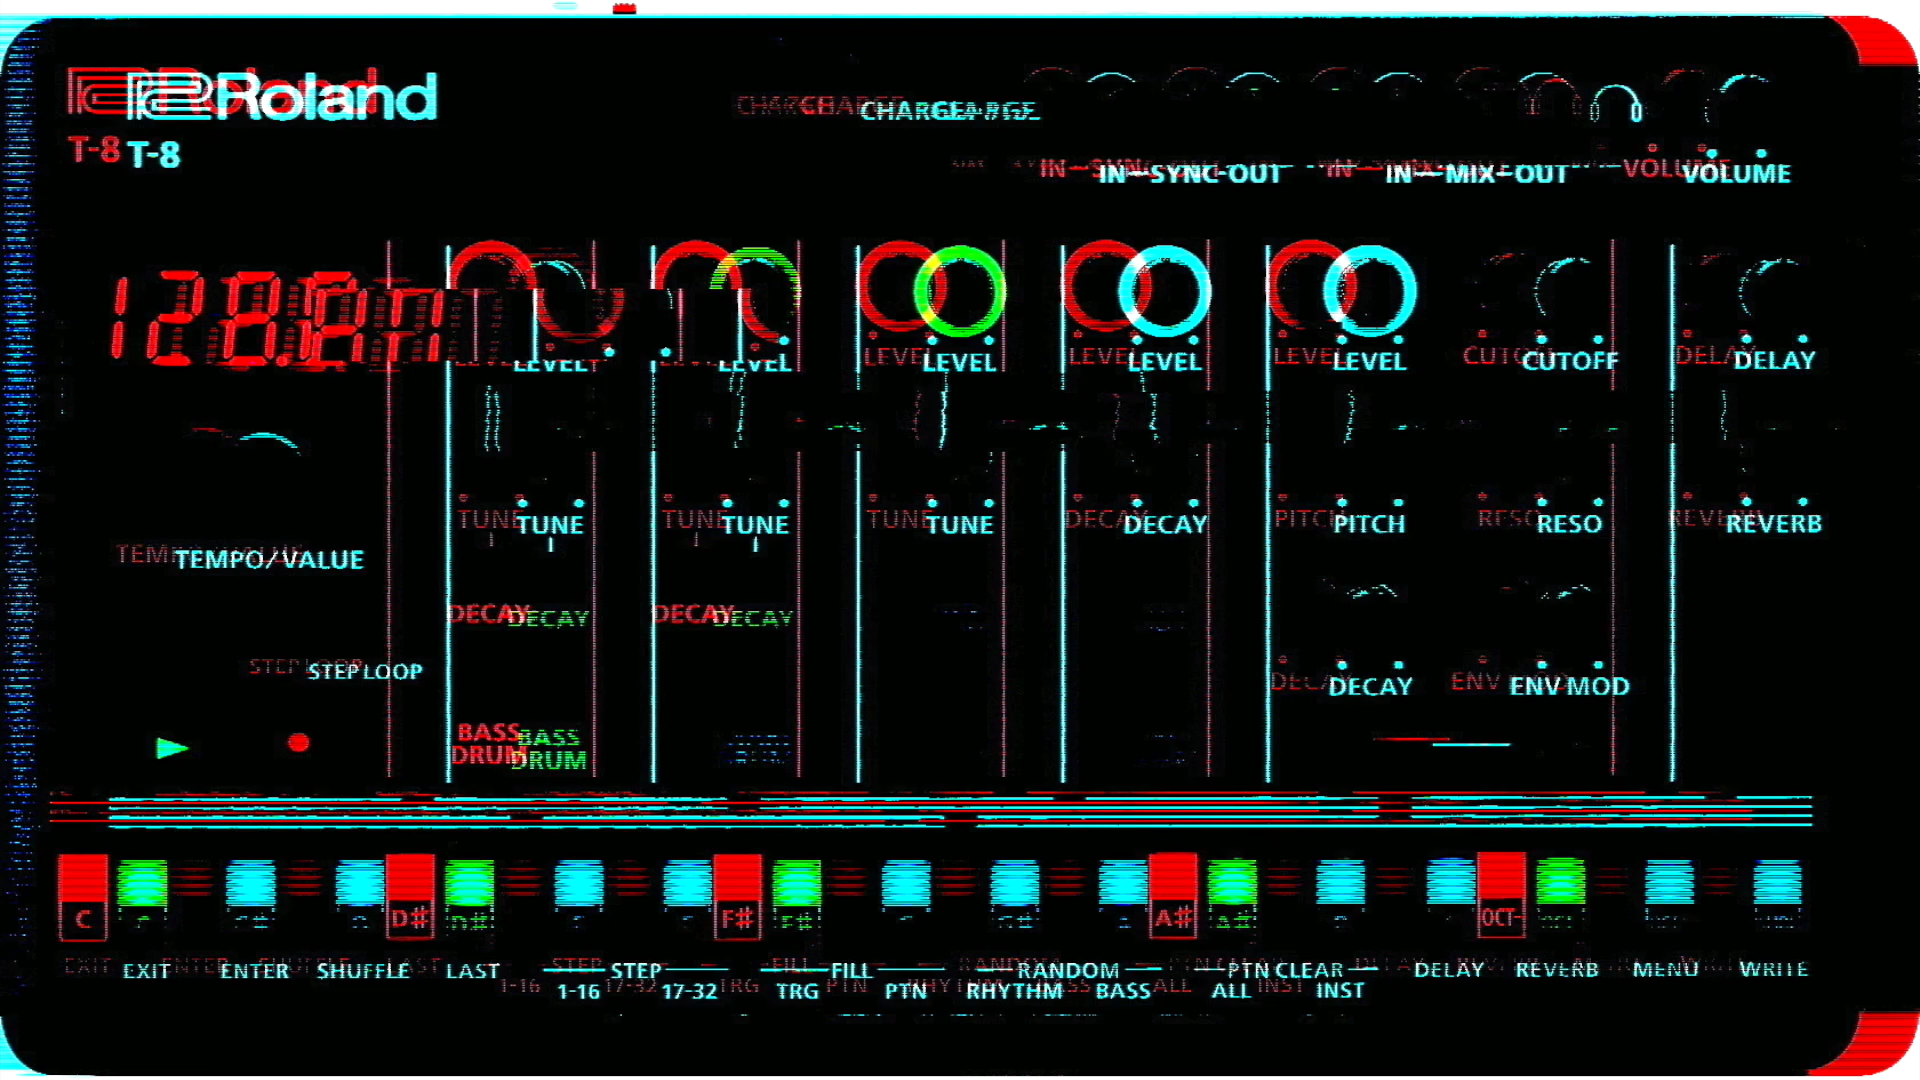 Roland
T-8
CHARGE
IN—SYNC-OUT
IN—MIX-OUT
VOLUME
LEVEL LEVEL LEVEL LEVEL LEVEL CUTOFF DELAY
TUNE TUNE TUNE DECAY PITCH RESO REVERB
TEMPO/VALUE
DECAY DECAY
STEP LOOP
DECAY ENV MOD
BASS
DRUM
C D# F# A# OCT-
EXIT ENTER SHUFFLE LAST STEP FILL RANDOM PTN CLEAR DELAY REVERB MENU WRITE
1-16 17-32 TRG PTN RHYTHM BASS ALL INST